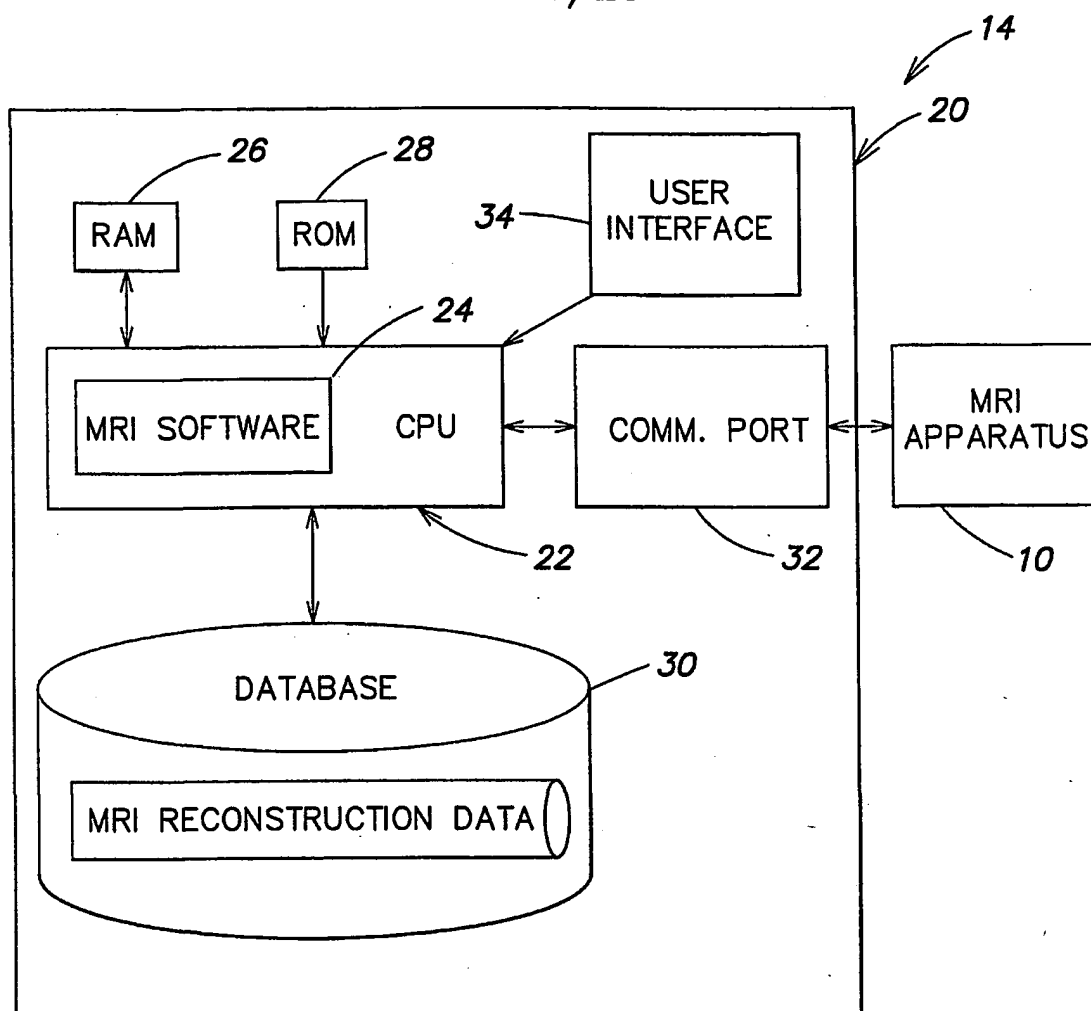 14
20
26
28
RAM
ROM
34
USER
INTERFACE
24
MRI SOFTWARE
CPU
COMM. PORT
MRI
APPARATUS
22
32
10
30
DATABASE
MRI RECONSTRUCTION DATA